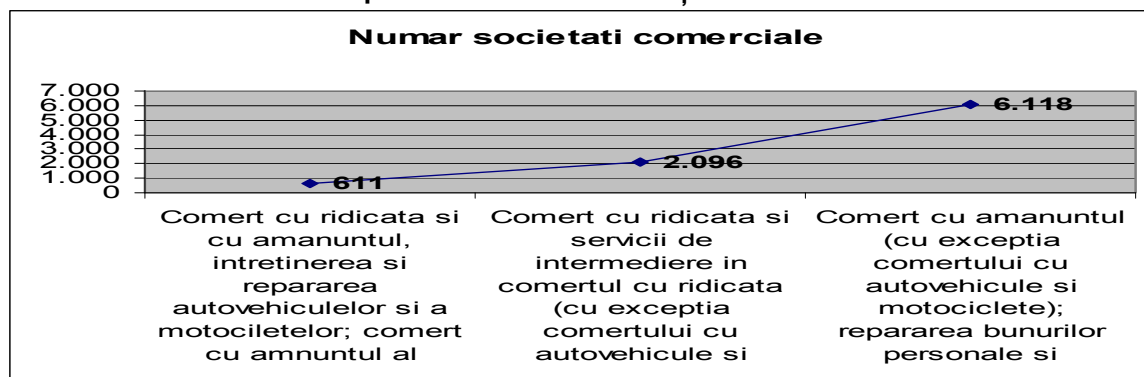 Numar societati comerciale
7.000
6.000
5.000
4.000
3.000
2.000
1.000
0
611
2.096
6.118
Comert cu ridicata si
cu amanuntul,
intretinerea si
repararea
autovehiculelor si a
motociletelor; comert
cu amnuntul al
Comert cu ridicata si
servicii de
intermediere in
comertul cu ridicata
(cu exceptia
comertului cu
autovehicule si
Comert cu amanuntul
(cu exceptia
comertului cu
autovehicule si
motociclete);
repararea bunurilor
personale si